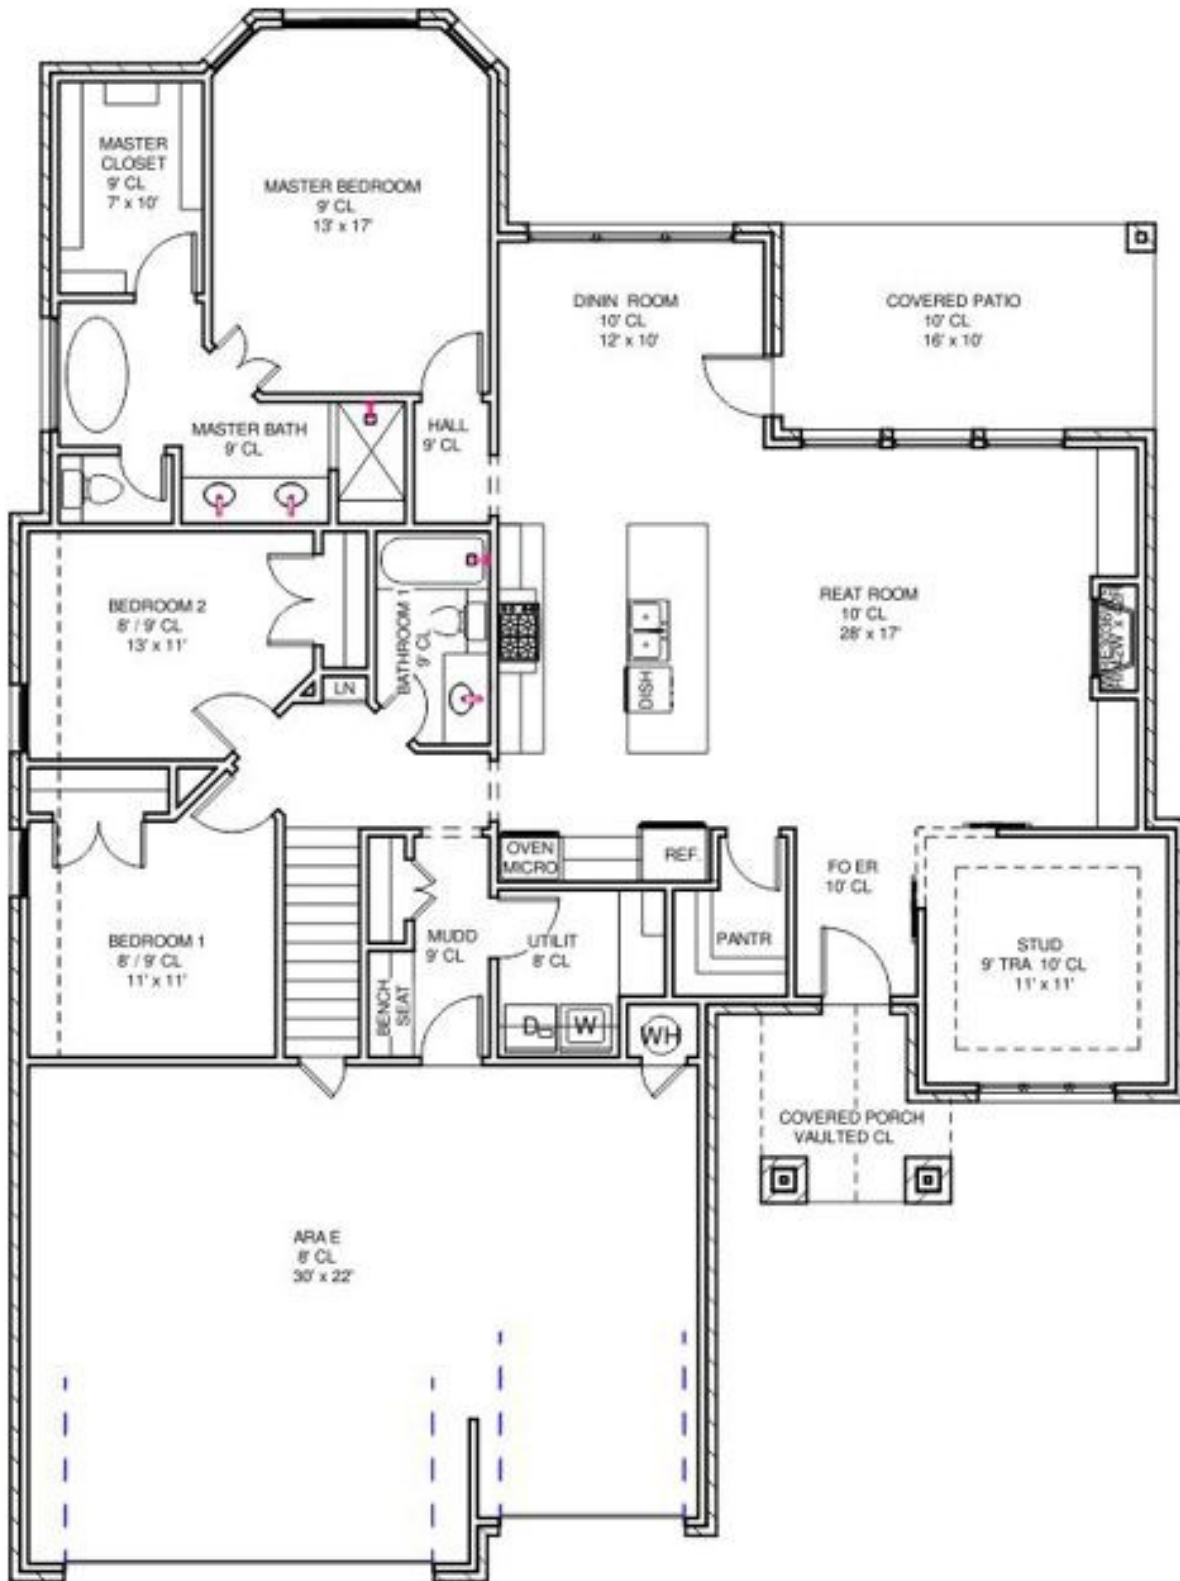 MASTER
CLOSET
9' CL
7' x 10'
MASTER BEDROOM
9' CL
13' x 17'
DININ ROOM
10' CL
12' x 10'
COVERED PATIO
10' CL
16' x 10'
MASTER BATH
9' CL
HALL
9' CL
BEDROOM 2
8' / 9' CL
13' x 11'
BATHROOM 1
9' CL
LN
DISH
REAT ROOM
10' CL
28' x 17'
OVEN
MICRO
REF.
FO ER
10' CL
BEDROOM 1
8' / 9' CL
11' x 11'
MUDD
9' CL
BENCH
SEAT
UTILIT
8' CL
PANTR
STUD
9' TRA 10' CL
11' x 11'
D
W
WH
COVERED PORCH
VAULTED CL
ARA E
8' CL
30' x 22'